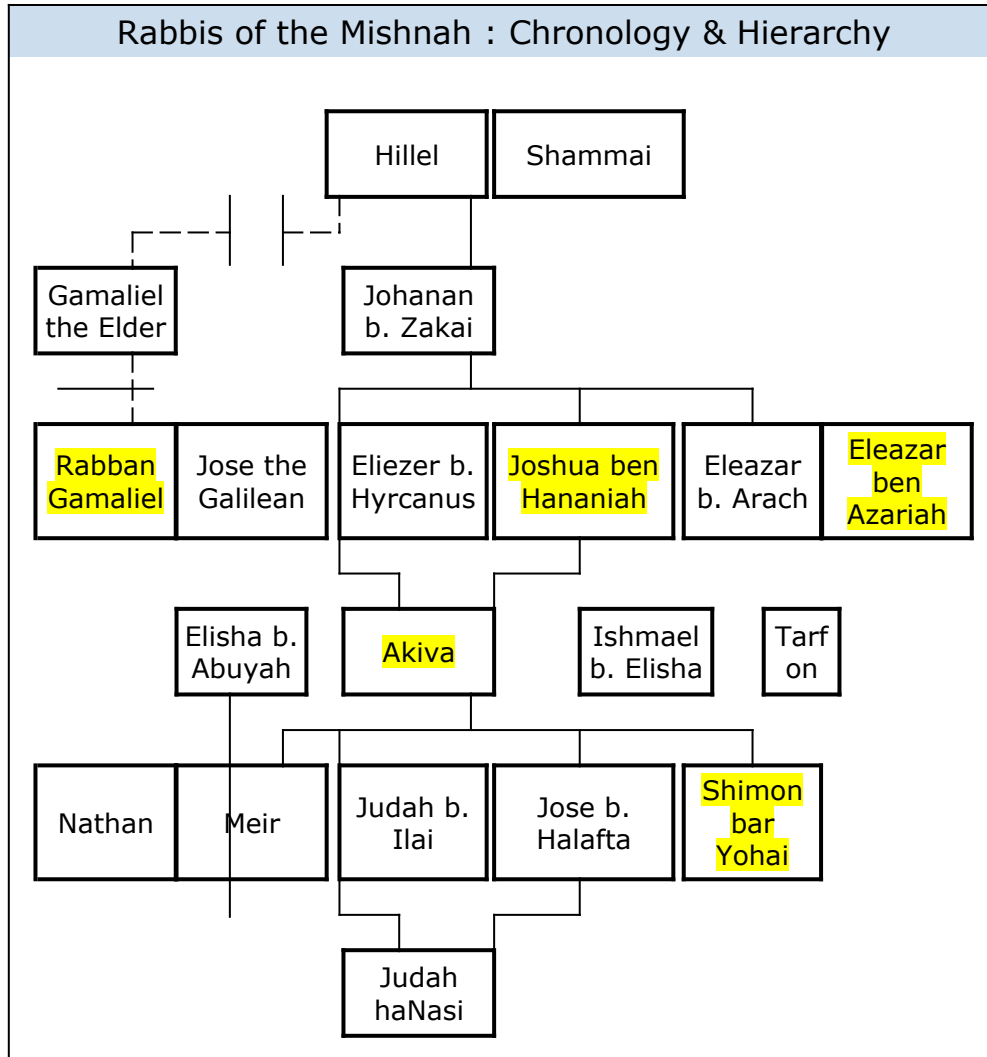 Rabbis of the Mishnah : Chronology & Hierarchy
Hillel
Shammai
Gamaliel
the Elder
Johanan
b. Zakai
Rabban
Gamaliel
Jose the
Galilean
Eliezer b.
Hyrcanus
Joshua ben
Hananiah
Eleazar
b. Arach
Eleazar
ben
Azariah
Elisha b.
Abuyah
Akiva
Ishmael
b. Elisha
Tarf
on
Nathan
Meir
Judah b.
Ilai
Jose b.
Halafta
Shimon
bar
Yohai
Judah
haNasi